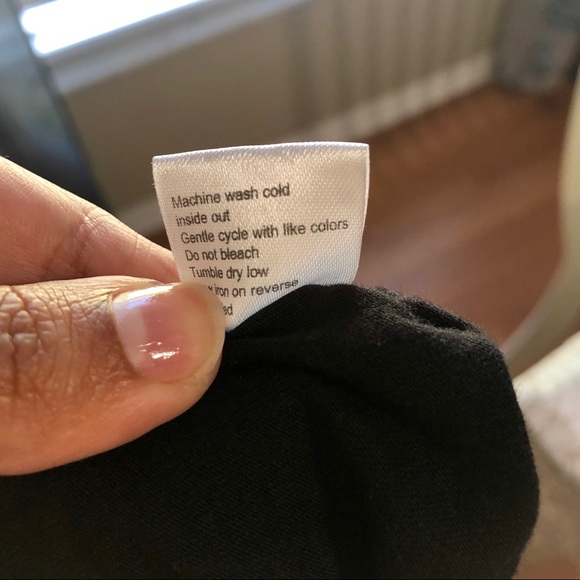 Machine wash cold
inside out
Gentle cycle with like colors
Do not bleach
Tumble dry low
iron on reverse